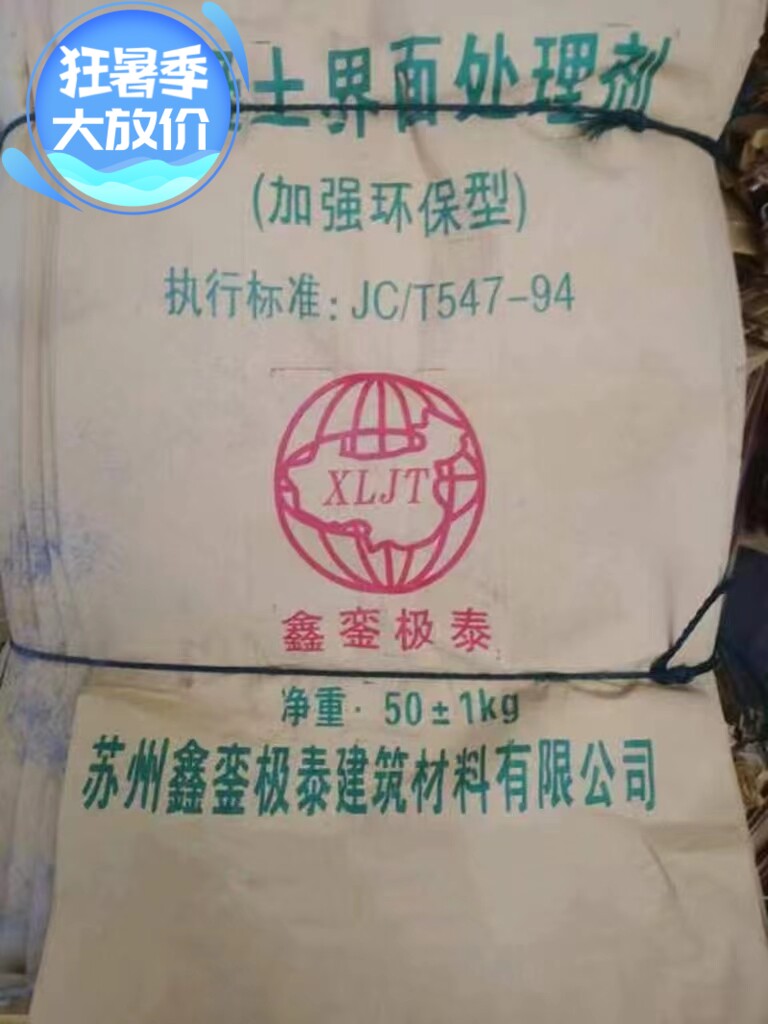 狂暑季
大放价
土界面处理剂
(加强环保型)
执行标准: JC/T547-94
XLJT
鑫銮极泰
净重· 50±1kg
苏州鑫銮极泰建筑材料有限公司